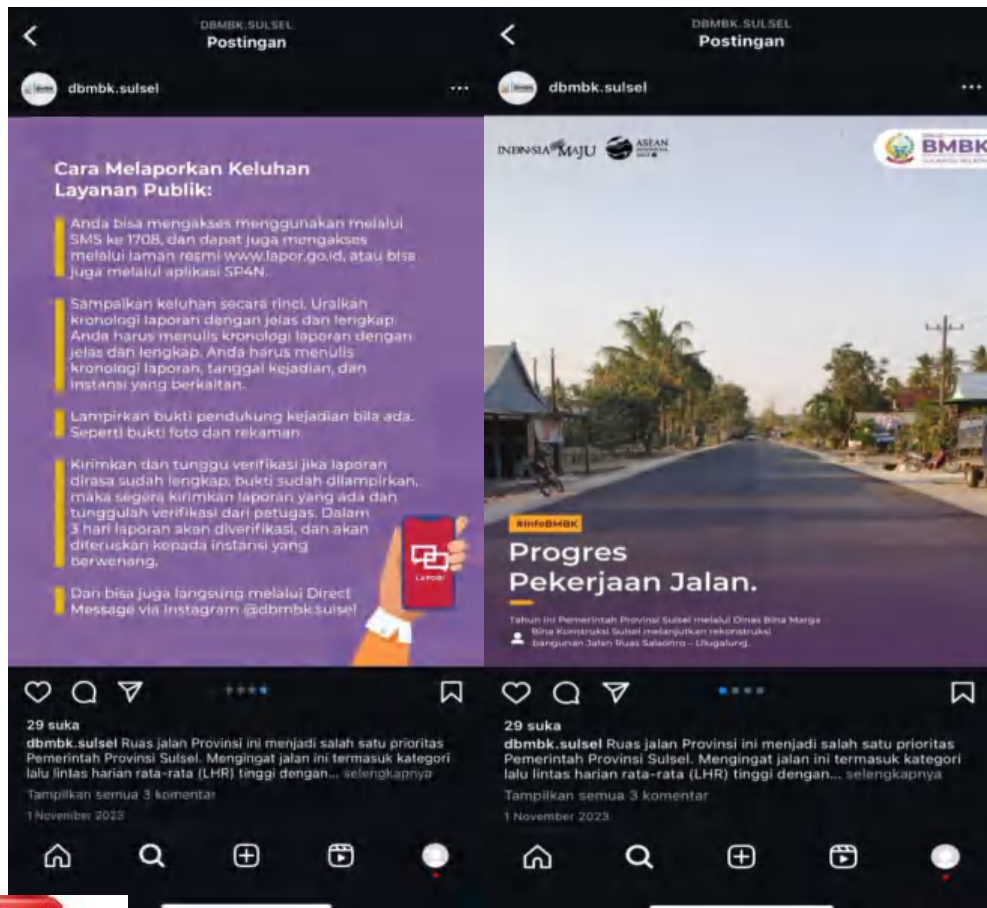 DBMBK.SULSEL
Postingan
dbmbk.sulsel
Cara Melaporkan Keluhan
Layanan Publik:
Anda bisa mengakses menggunakan melalui
SMS ke 1708, dan dapat juga mengakses
melalui laman resmi www.lapor.go.id, atau bisa
juga melalui aplikasi SP4N.
Sampaikan keluhan secara rinci. Uraikan
kronologi laporan dengan jelas dan lengkap.
Anda harus menulis kronologi laporan dengan
jelas dan lengkap. Anda harus menulis
kronologi laporan, tanggal kejadian, dan
instansi yang berkaitan.
Lampirkan bukti pendukung kejadian bila ada.
Seperti bukti foto dan rekaman
Kirimkan dan tunggu verifikasi jika laporan
dirasa sudah lengkap, bukti sudah dilampirkan,
maka segera kirimkan laporan yang ada dan
tunggulah verifikasi dari petugas. Dalam
3 hari laporan akan diverifikasi, dan akan
diteruskan kepada instansi yang
berwenang.
Dan bisa juga langsung melalui Direct
Message via Instagram @dbmbk.sulsel
LAPOR!
29 suka
dbmbk.sulsel Ruas jalan Provinsi ini menjadi salah satu prioritas
Pemerintah Provinsi Sulsel. Mengingat jalan ini termasuk kategori
lalu lintas harian rata-rata (LHR) tinggi dengan... selengkapnya
Tampilkan semua 3 komentar
1 November 2023
DBMBK.SULSEL
Postingan
dbmbk.sulsel
INDONESIA MAJU
ASEAN
INDONESIA
2023
DINAS
BMBK
SULAWESI SELATAN
#InfoBMBK
Progres
Pekerjaan Jalan.
Tahun ini Pemerintah Provinsi Sulsel melalui Dinas Bina Marga
Bina Konstruksi Sulsel melanjutkan rekonstruksi
bangunan Jalan Ruas Salaonro - Ulugalung.
29 suka
dbmbk.sulsel Ruas jalan Provinsi ini menjadi salah satu prioritas
Pemerintah Provinsi Sulsel. Mengingat jalan ini termasuk kategori
lalu lintas harian rata-rata (LHR) tinggi dengan... selengkapnya
Tampilkan semua 3 komentar
1 November 2023